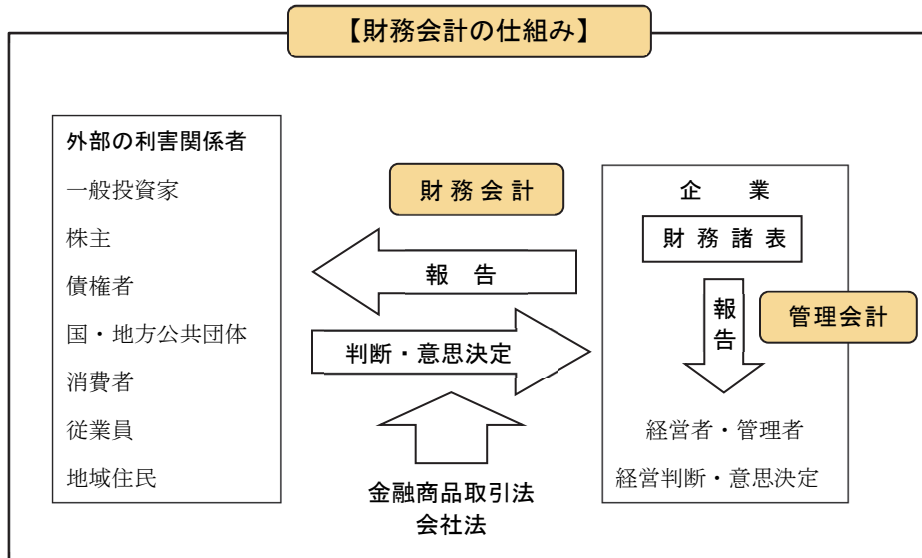 【財務会計の仕組み】
外部の利害関係者
一般投資家
株主
債権者
国・地方公共団体
消費者
従業員
地域住民
財務会計
報 告
判断・意思決定
金融商品取引法
会社法
企 業
財務諸表
報告
管理会計
経営者・管理者
経営判断・意思決定